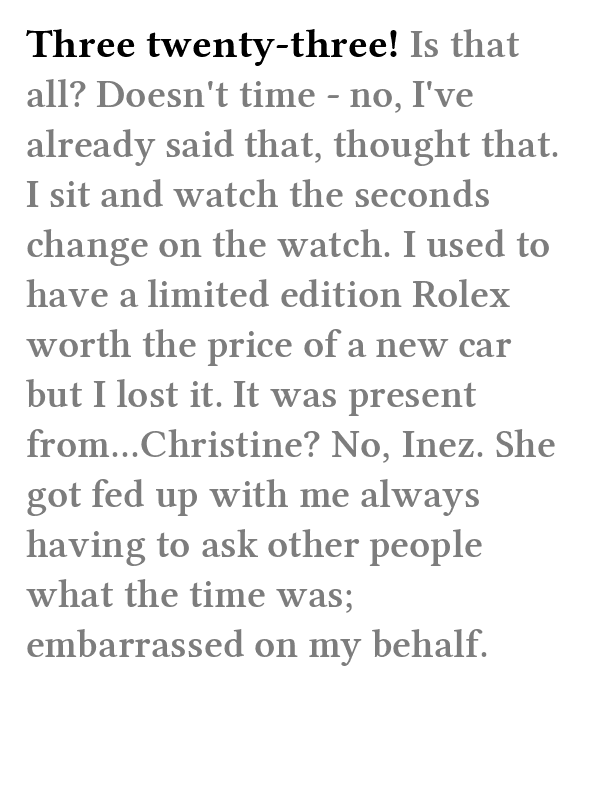 Three twenty-three! Is that
all? Doesn't time - no, I've
already said that, thought that.
I sit and watch the seconds
change on the watch. I used to
have a limited edition Rolex
worth the price of a new car
but I lost it. It was present
from...Christine? No, Inez. She
got fed up with me always
having to ask other people
what the time was;
embarrassed on my behalf.